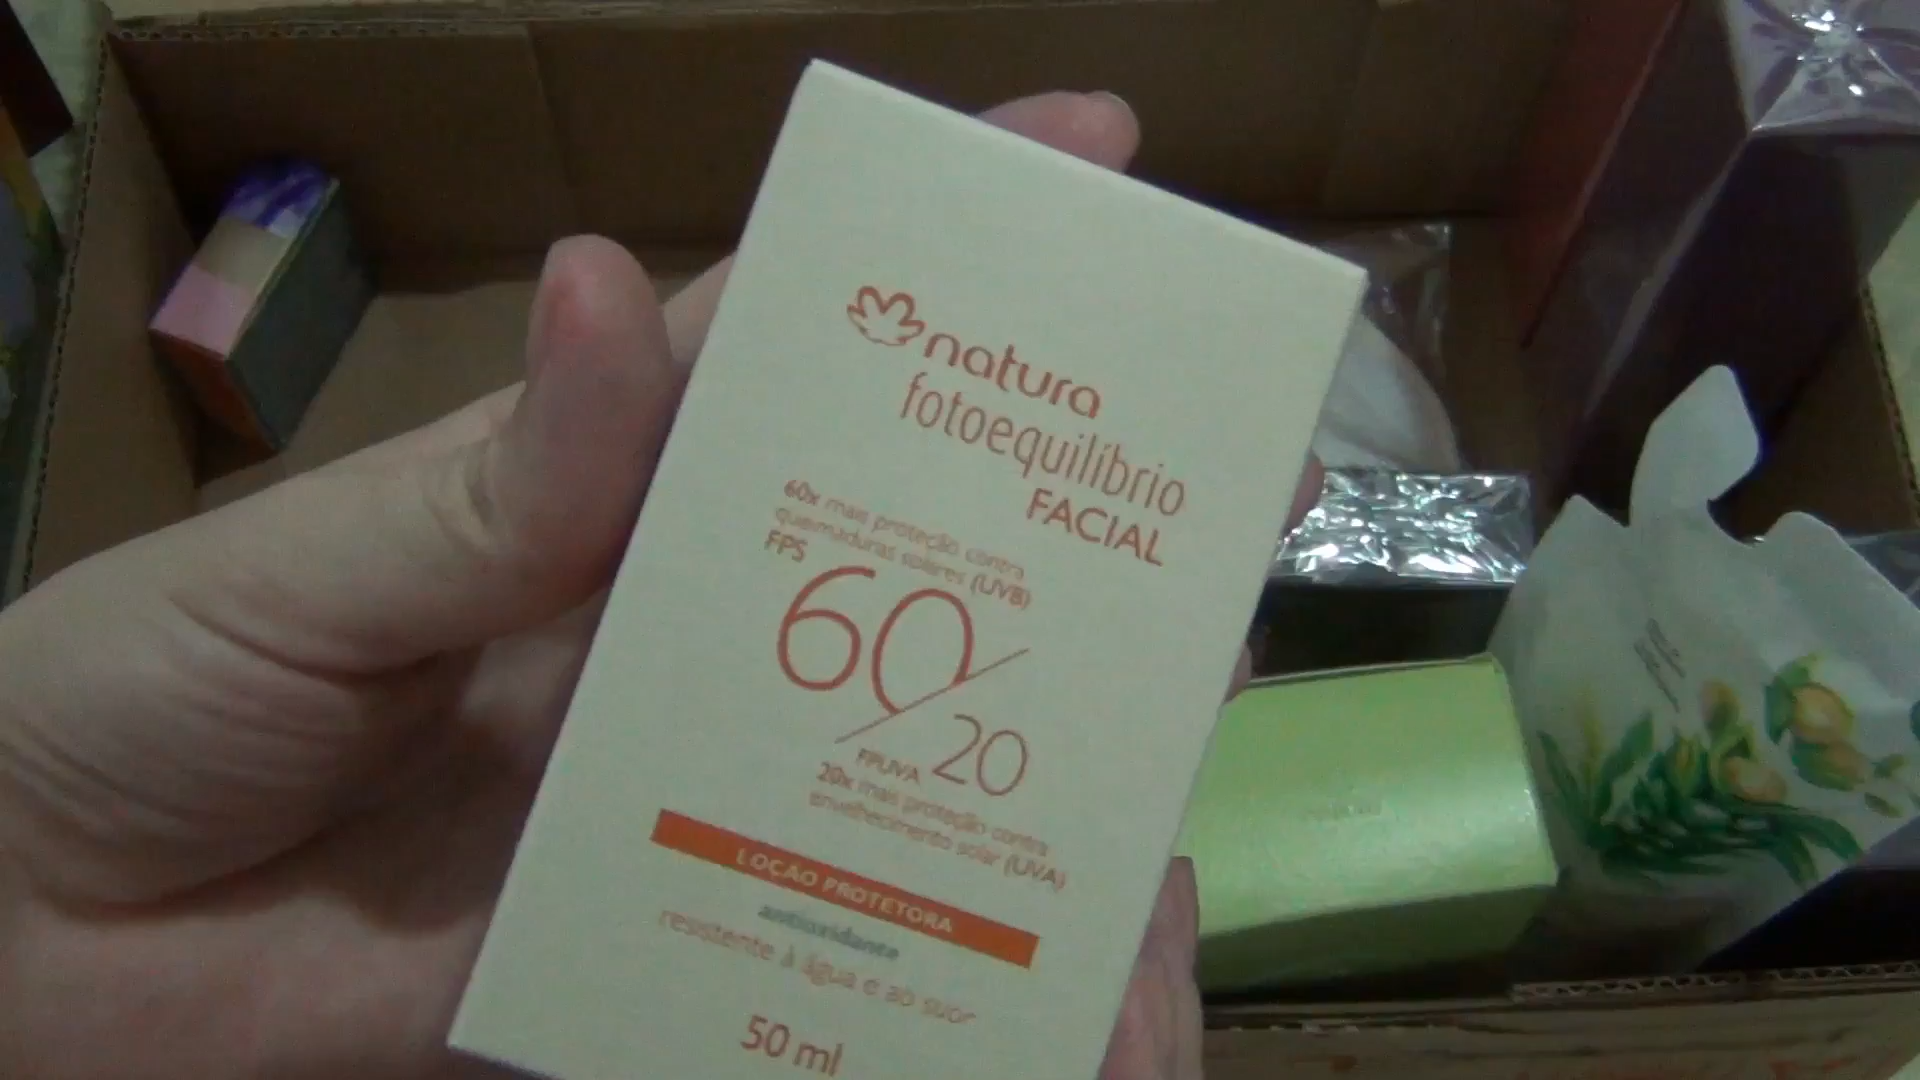 natura
fotoequilíbrio
FACIAL
60x mais proteção contra
queimaduras solares (UVB)
FPS
60/20
FPUVA
20x mais proteção contra
envelhecimento solar (UVA)
LOÇÃO PROTETORA
antioxidante
resistente à água e ao suor
50 ml